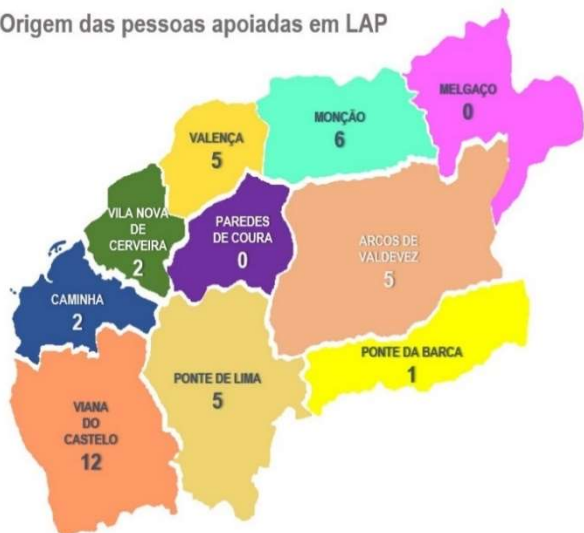 Origem das pessoas apoiadas em LAP
MELGAÇO
0
MONÇÃO
6
VALENÇA
5
VILA NOVA
DE
CERVEIRA
2
PAREDES
DE COURA
0
ARCOS DE
VALDEVEZ
5
CAMINHA
2
PONTE DA BARCA
1
PONTE DE LIMA
5
VIANA
DO
CASTELO
12